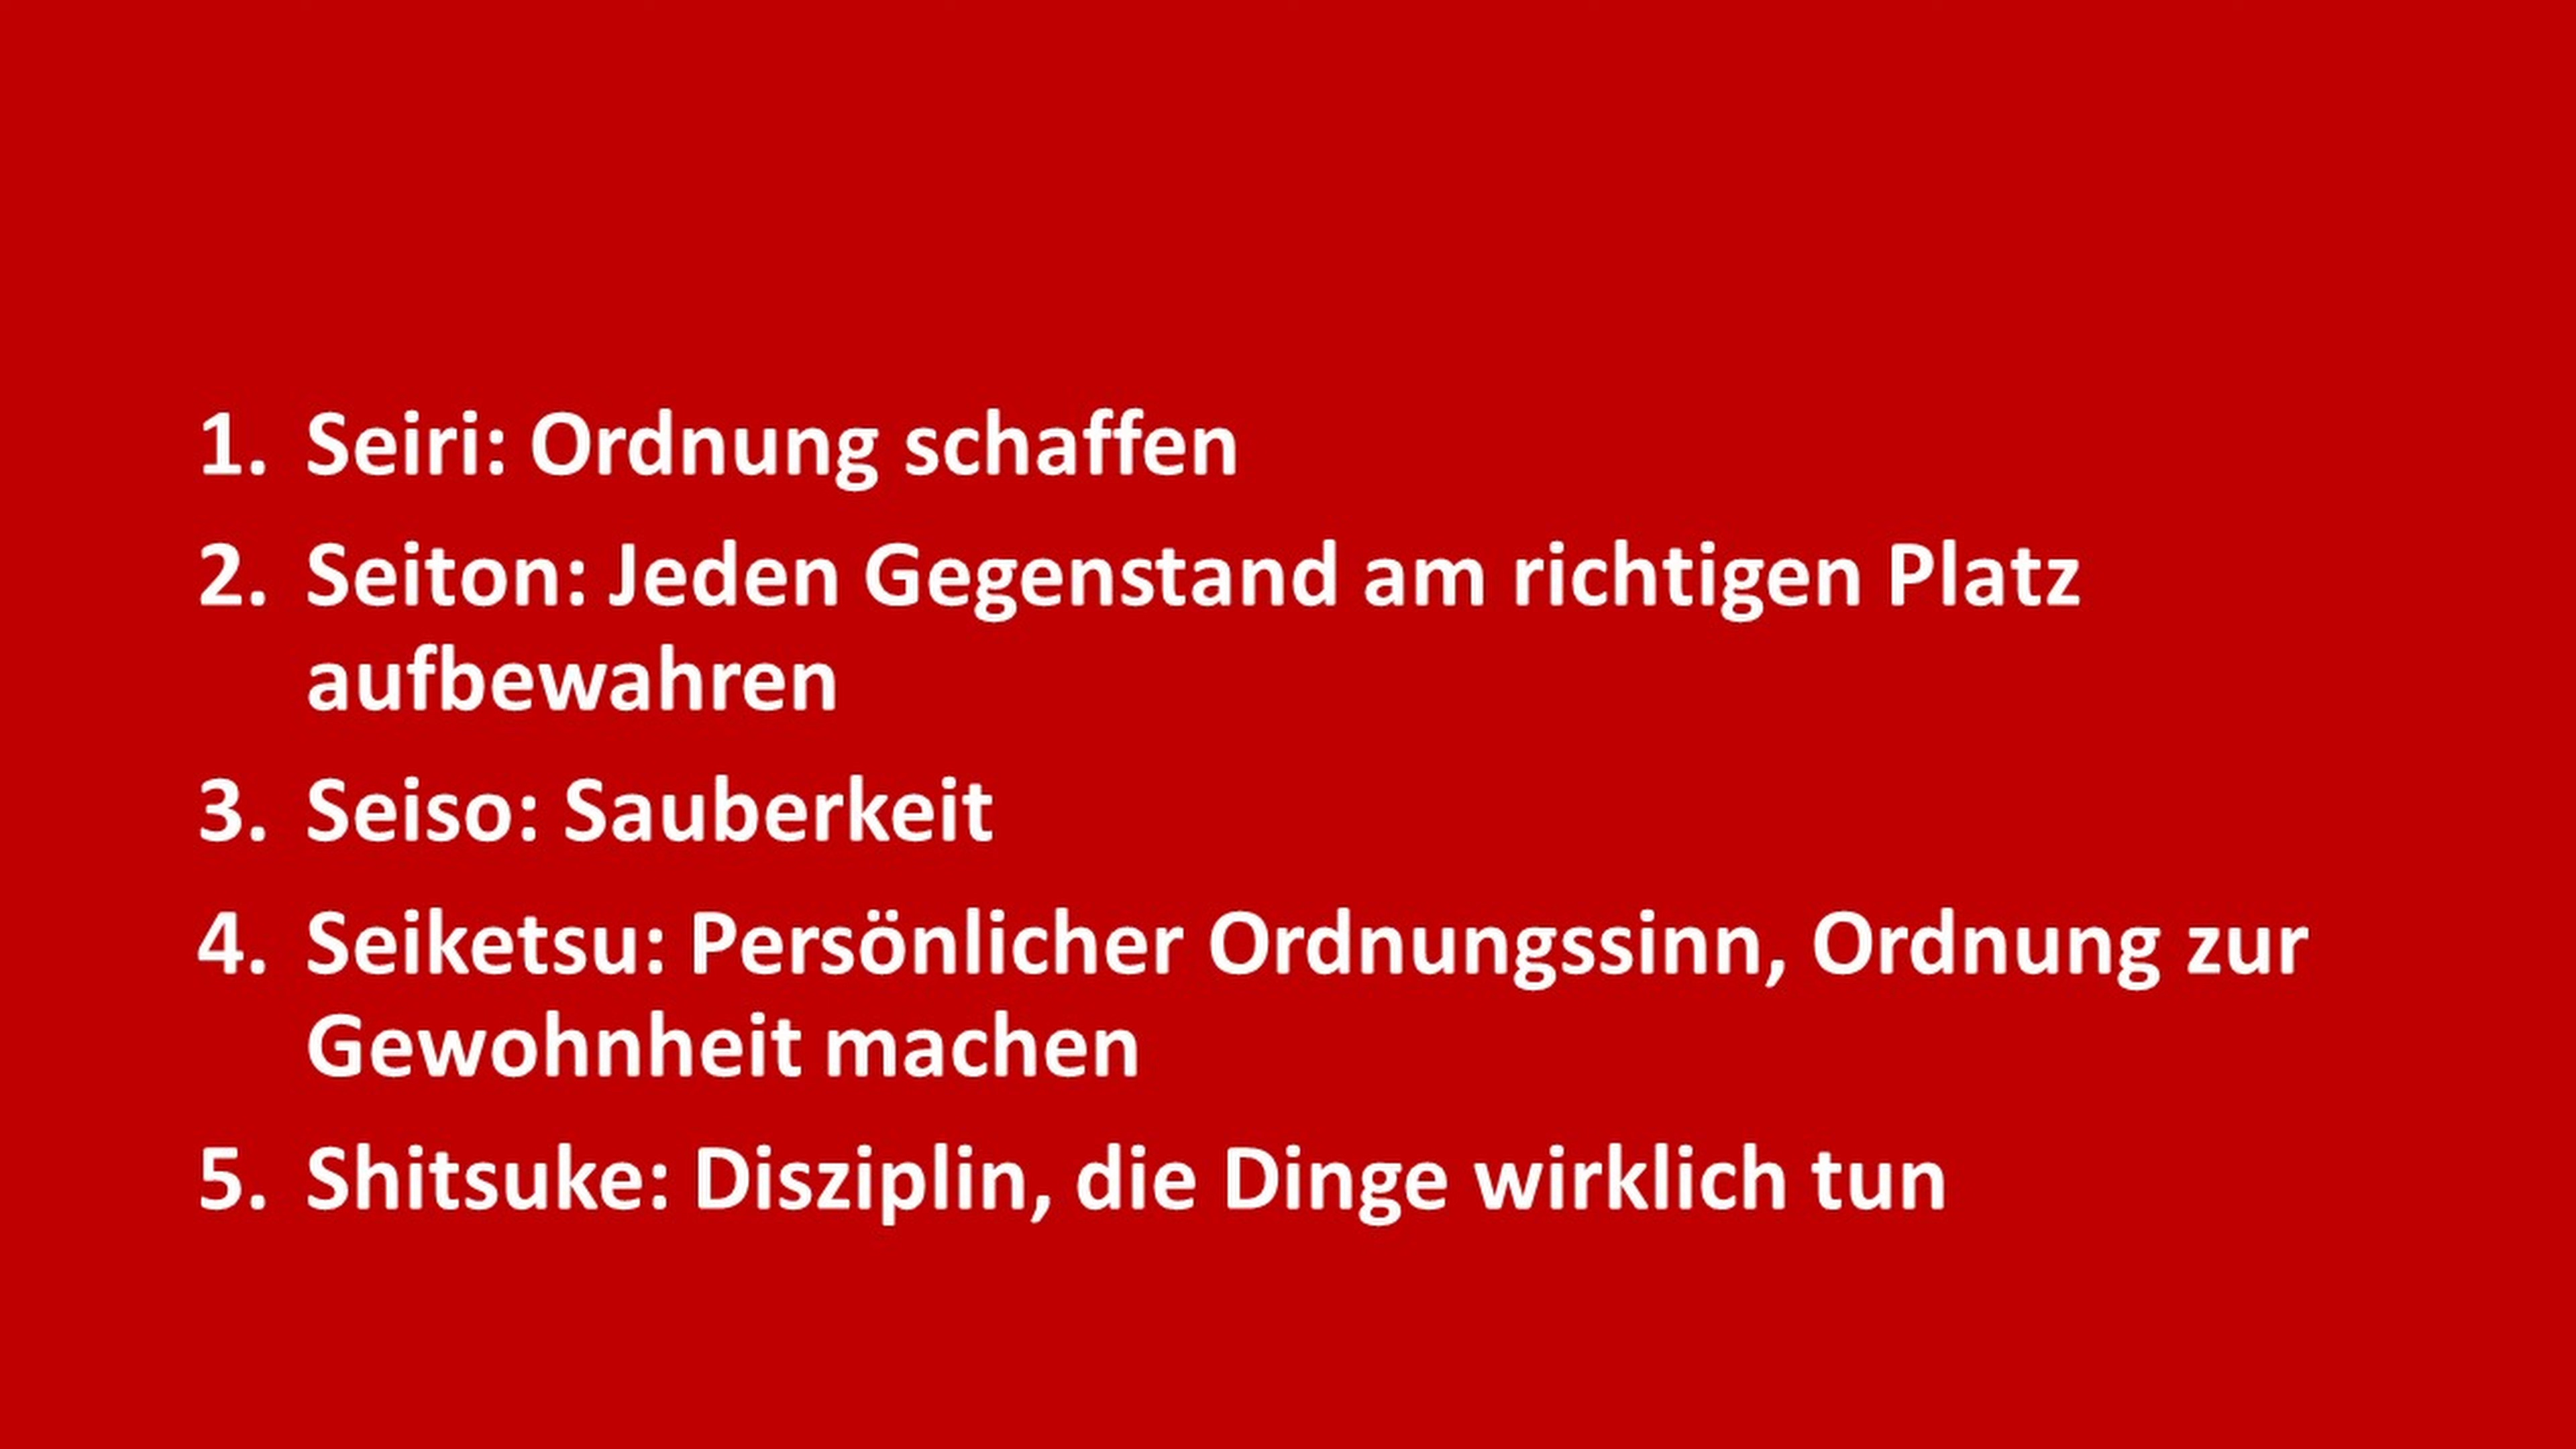 1. Seiri: Ordnung schaffen
2. Seiton: Jeden Gegenstand am richtigen Platz
aufbewahren
3. Seiso: Sauberkeit
4. Seiketsu: Persönlicher Ordnungssinn, Ordnung zur
Gewohnheit machen
5. Shitsuke: Disziplin, die Dinge wirklich tun